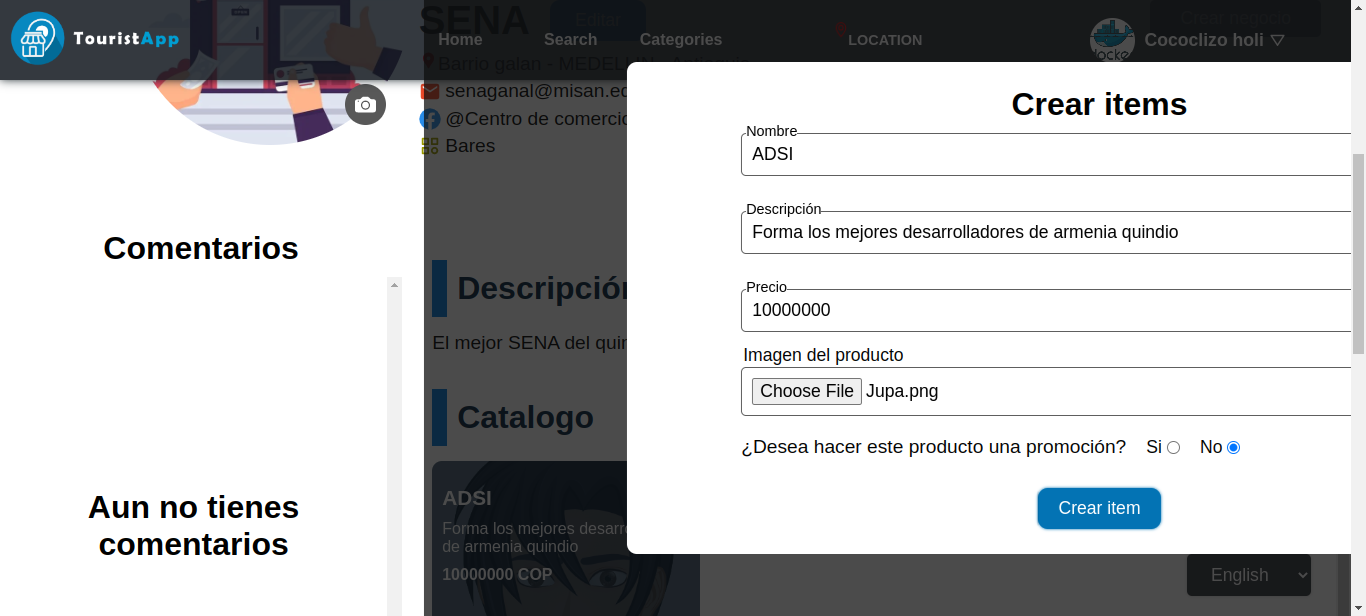 SENA
Editar
Crear negocio
TouristApp
Home
Search
Categories
LOCATION
Cococlizo holi ▽
Barrio galan - MEDELLIN - Antioquia
senaganal@misan.ed
@Centro de comercio
Bares
Comentarios
Aun no tienes
comentarios
Descripción
El mejor SENA del quin
Catalogo
ADSI
Forma los mejores desarro
de armenia quindio
10000000 COP
Crear items
Nombre
ADSI
Descripción
Forma los mejores desarrolladores de armenia quindio
Precio
10000000
Imagen del producto
Choose File Jupa.png
¿Desea hacer este producto una promoción? Si No
Crear item
English